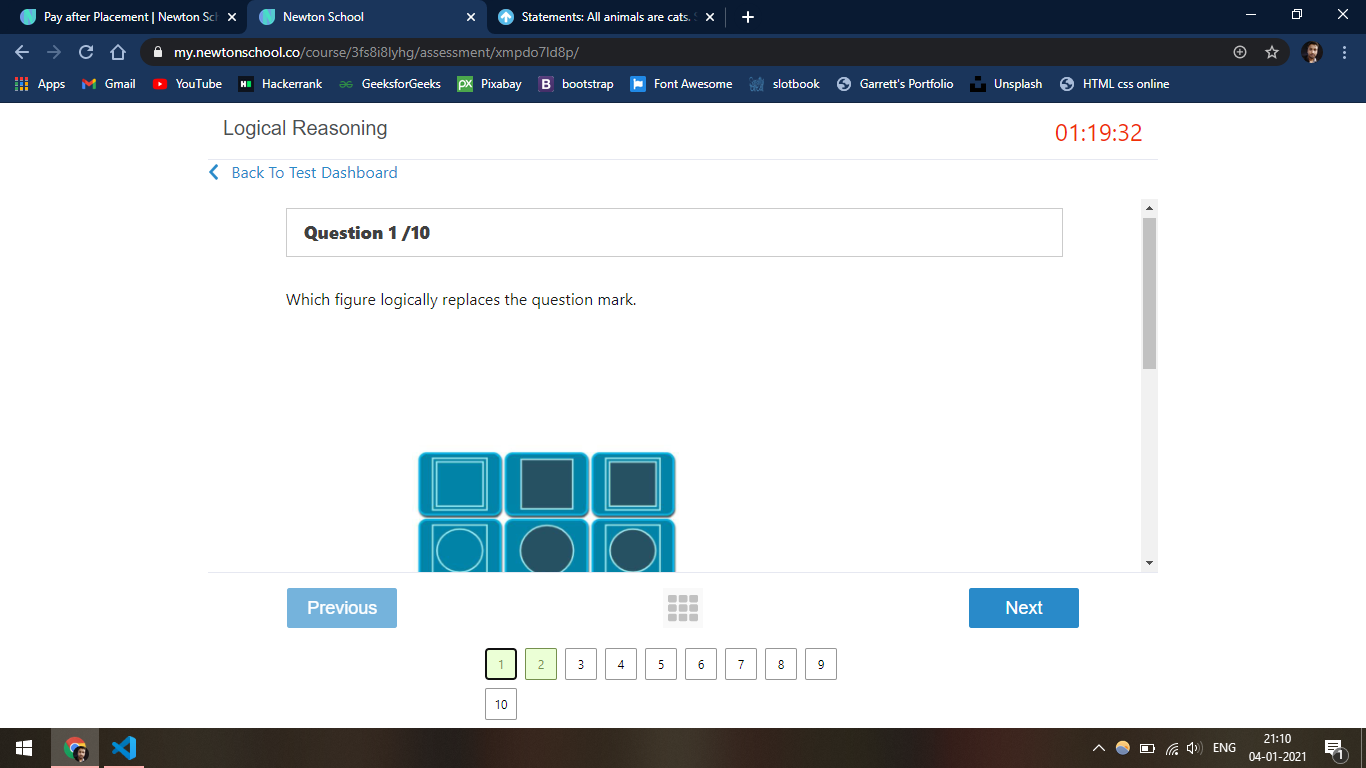 Pay after Placement | Newton Sch
Newton School
Statements: All animals are cats.
my.newtonschool.co/course/3fs8i8lyhg/assessment/xmpdo7ld8p/
Apps
Gmail
YouTube
Hackerrank
GeeksforGeeks
Pixabay
bootstrap
Font Awesome
slotbook
Garrett's Portfolio
Unsplash
HTML css online
Logical Reasoning
01:19:32
Back To Test Dashboard
Question 1 /10
Which figure logically replaces the question mark.
Previous
Next
1 2 3 4 5 6 7 8 9
10
ENG
21:10
04-01-2021
1